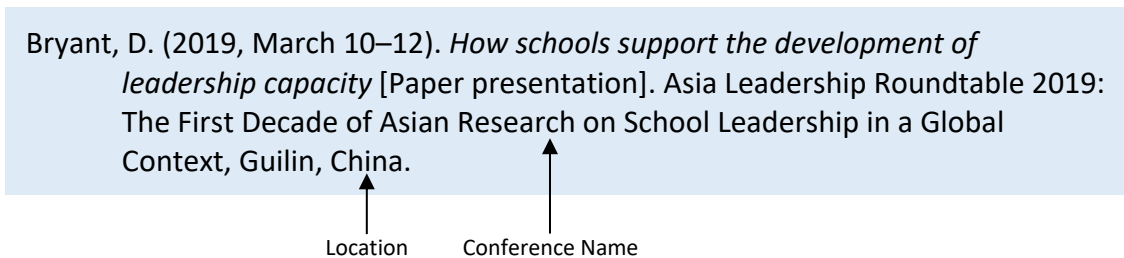 Bryant, D. (2019, March 10–12). How schools support the development of
leadership capacity [Paper presentation]. Asia Leadership Roundtable 2019:
The First Decade of Asian Research on School Leadership in a Global
Context, Guilin, China.
Location Conference Name